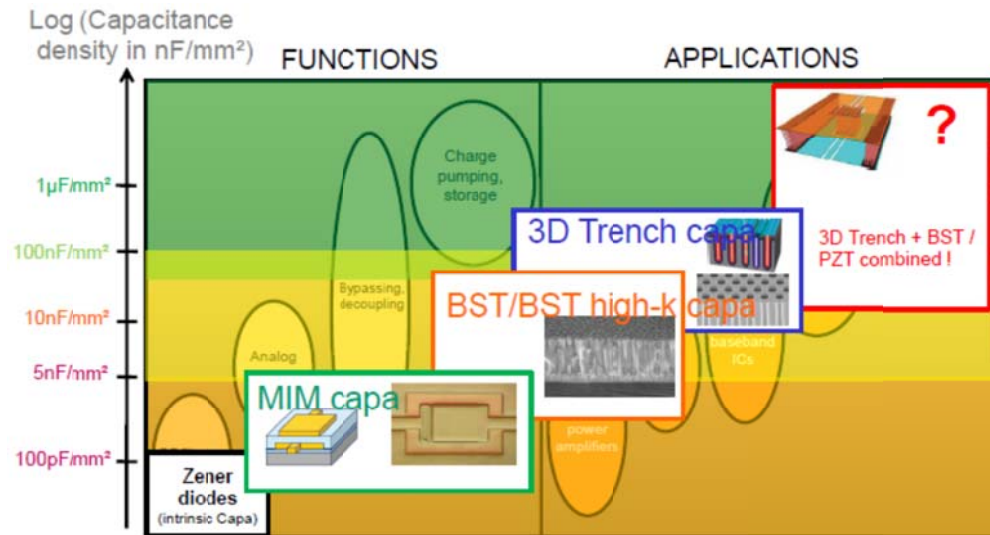 Log (Capacitance
density in nF/mm²)
FUNCTIONS
APPLICATIONS
1µF/mm²
100nF/mm²
10nF/mm²
5nF/mm²
100pF/mm²
Charge
pumping,
storage
Bypassing,
decoupling
Analog
Zener
diodes
(intrinsic Capa)
MIM capa
BST/BST high-k capa
3D Trench capa
baseband
ICs
power
amplifiers
?
3D Trench + BST /
PZT combined !